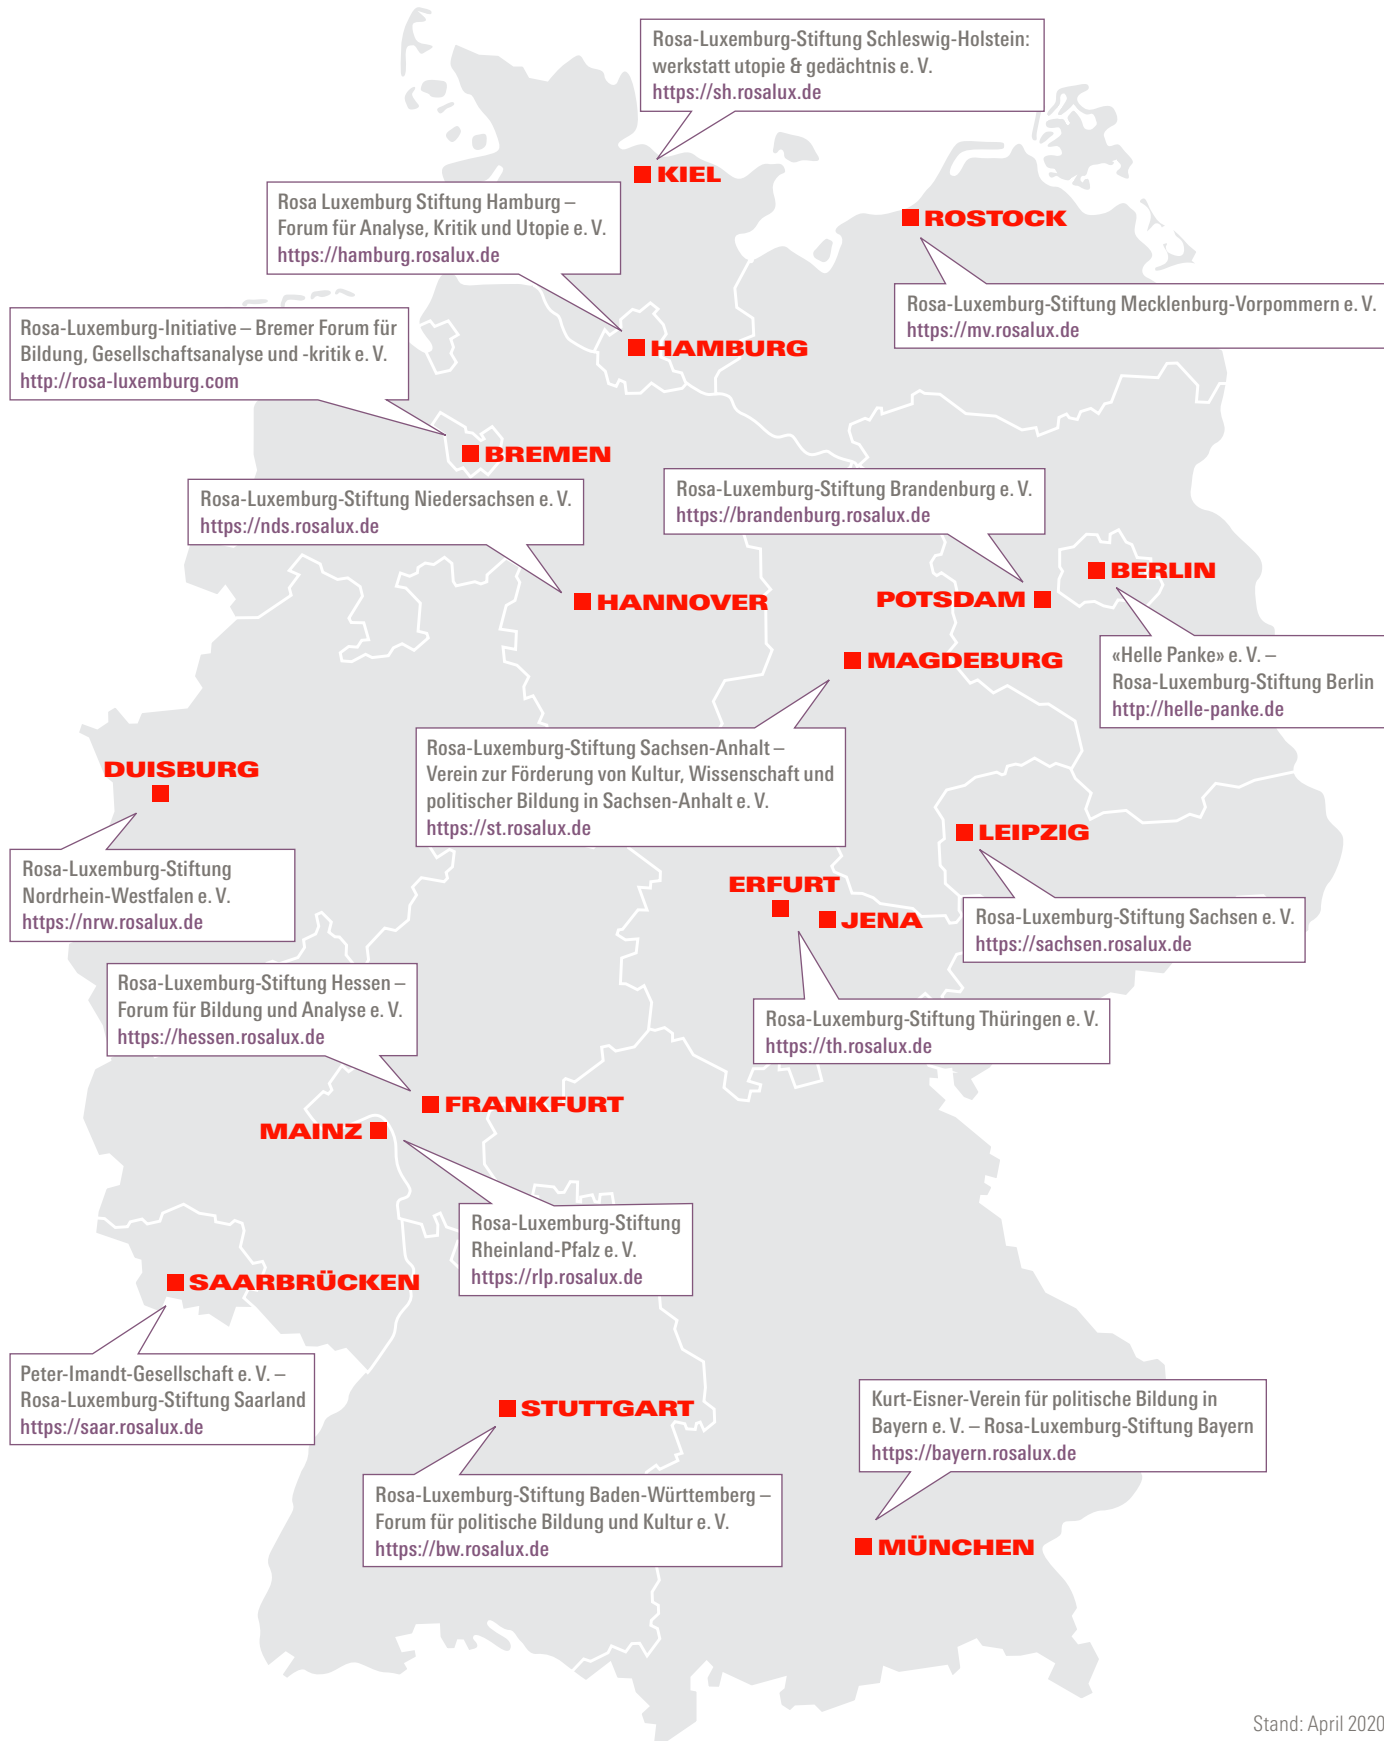 Rosa-Luxemburg-Stiftung Schleswig-Holstein:
werkstatt utopie & gedächtnis e. V.
https://sh.rosalux.de
KIEL
Rosa Luxemburg Stiftung Hamburg –
Forum für Analyse, Kritik und Utopie e. V.
https://hamburg.rosalux.de
ROSTOCK
Rosa-Luxemburg-Stiftung Mecklenburg-Vorpommern e. V.
https://mv.rosalux.de
Rosa-Luxemburg-Initiative – Bremer Forum für
Bildung, Gesellschaftsanalyse und -kritik e. V.
http://rosa-luxemburg.com
HAMBURG
BREMEN
Rosa-Luxemburg-Stiftung Niedersachsen e. V.
https://nds.rosalux.de
Rosa-Luxemburg-Stiftung Brandenburg e. V.
https://brandenburg.rosalux.de
HANNOVER
POTSDAM
BERLIN
«Helle Panke» e. V. –
Rosa-Luxemburg-Stiftung Berlin
http://helle-panke.de
MAGDEBURG
Rosa-Luxemburg-Stiftung Sachsen-Anhalt –
Verein zur Förderung von Kultur, Wissenschaft und
politischer Bildung in Sachsen-Anhalt e. V.
https://st.rosalux.de
DUISBURG
Rosa-Luxemburg-Stiftung
Nordrhein-Westfalen e. V.
https://nrw.rosalux.de
LEIPZIG
Rosa-Luxemburg-Stiftung Sachsen e. V.
https://sachsen.rosalux.de
ERFURT
JENA
Rosa-Luxemburg-Stiftung Thüringen e. V.
https://th.rosalux.de
Rosa-Luxemburg-Stiftung Hessen –
Forum für Bildung und Analyse e. V.
https://hessen.rosalux.de
FRANKFURT
MAINZ
Rosa-Luxemburg-Stiftung
Rheinland-Pfalz e. V.
https://rlp.rosalux.de
SAARBRÜCKEN
Peter-Imandt-Gesellschaft e. V. –
Rosa-Luxemburg-Stiftung Saarland
https://saar.rosalux.de
STUTTGART
Rosa-Luxemburg-Stiftung Baden-Württemberg –
Forum für politische Bildung und Kultur e. V.
https://bw.rosalux.de
Kurt-Eisner-Verein für politische Bildung in
Bayern e. V. – Rosa-Luxemburg-Stiftung Bayern
https://bayern.rosalux.de
MÜNCHEN
Stand: April 2020